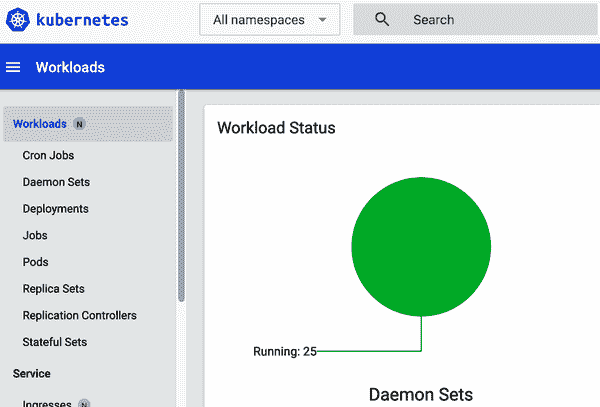 kubernetes
All namespaces
Search
Workloads
Workloads N
Cron Jobs
Daemon Sets
Deployments
Jobs
Pods
Replica Sets
Replication Controllers
Stateful Sets
Service
Ingresses N
Workload Status
Running: 25
Daemon Sets